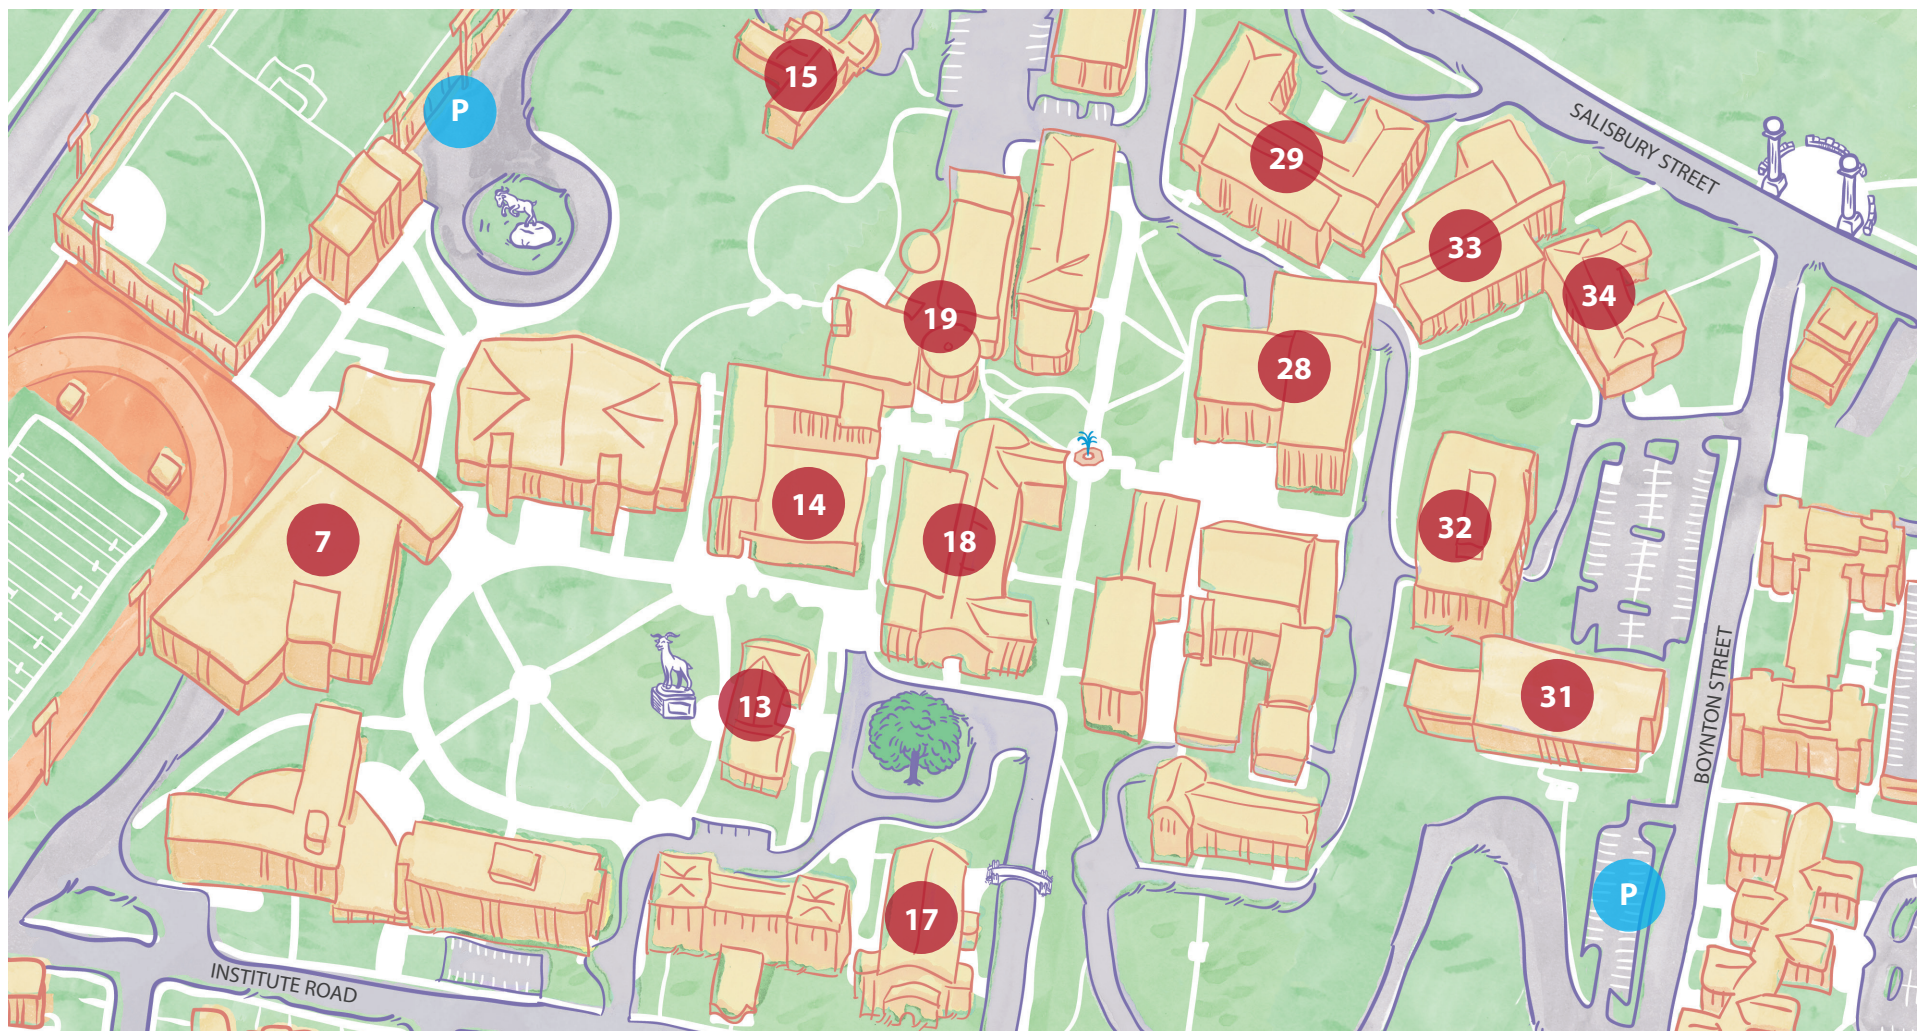 15
P
29
SALISBURY STREET
33
34
19
28
14
7
18
32
13
31
BOYNTON STREET
17
P
INSTITUTE ROAD